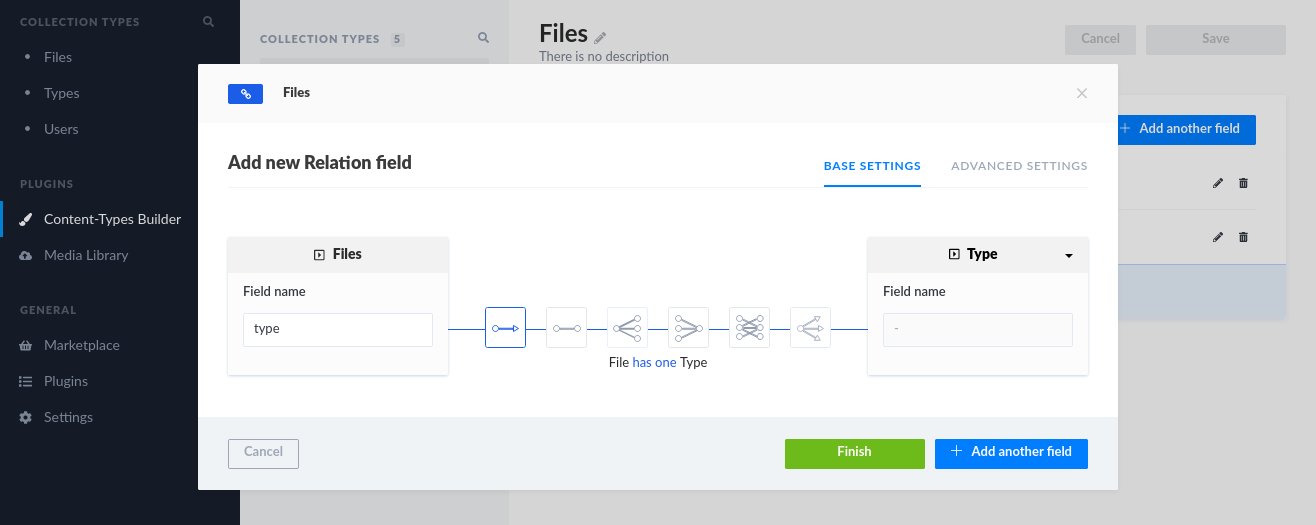 COLLECTION TYPES
Files
Types
Users
PLUGINS
Content-Types Builder
Media Library
GENERAL
Marketplace
Plugins
Settings
COLLECTION TYPES 5
Files
There is no description
Cancel
Save
Add another field
Files
Add new Relation field
BASE SETTINGS
ADVANCED SETTINGS
Files
Field name
type
File has one Type
Type
Field name
-
Cancel
Finish
Add another field